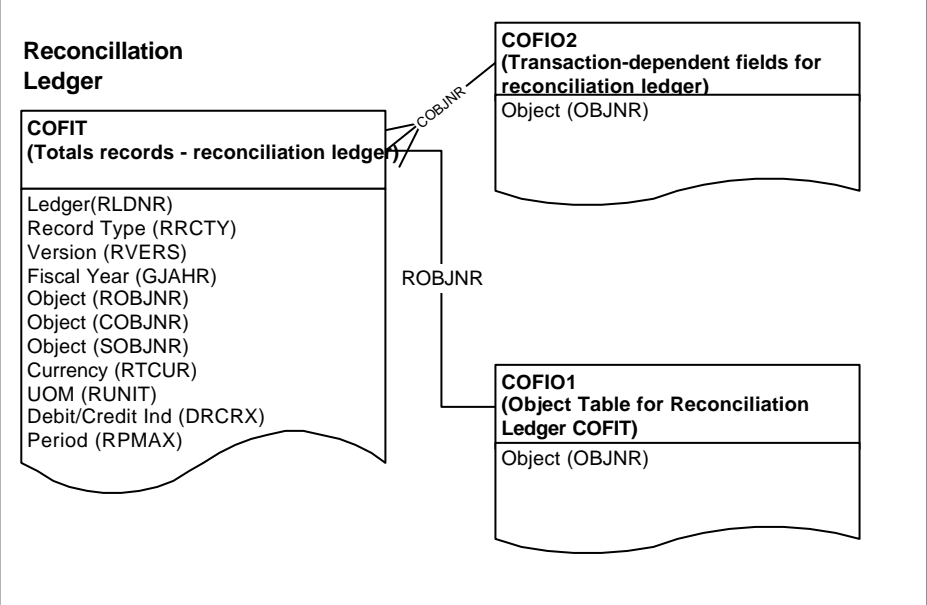 Reconcillation
Ledger
COFIT
(Totals records - reconciliation ledger)
Ledger(RLDNR)
Record Type (RRCTY)
Version (RVERS)
Fiscal Year (GJAHR)
Object (ROBJNR)
Object (COBJNR)
Object (SOBJNR)
Currency (RTCUR)
UOM (RUNIT)
Debit/Credit Ind (DRCRX)
Period (RPMAX)
COBJNR
ROBJNR
COFIO2
(Transaction-dependent fields for
reconciliation ledger)
Object (OBJNR)
COFIO1
(Object Table for Reconciliation
Ledger COFIT)
Object (OBJNR)